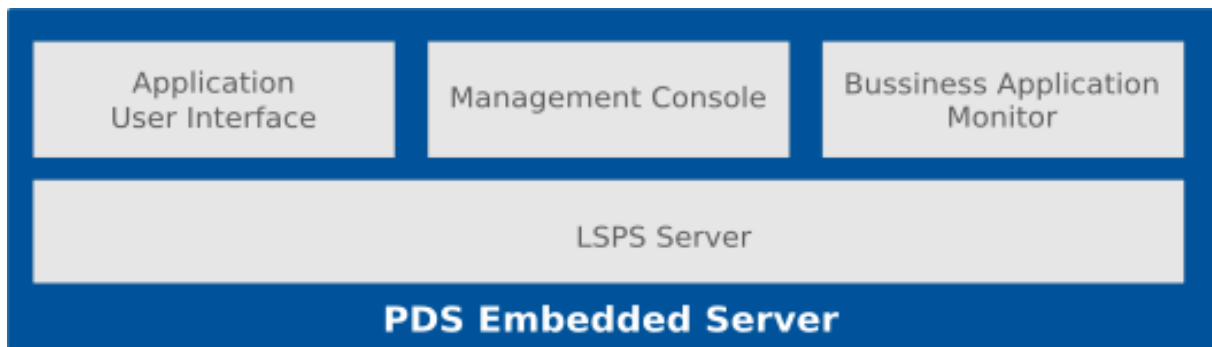 Application
User Interface
Management Console
Bussiness Application
Monitor
LSPS Server
PDS Embedded Server